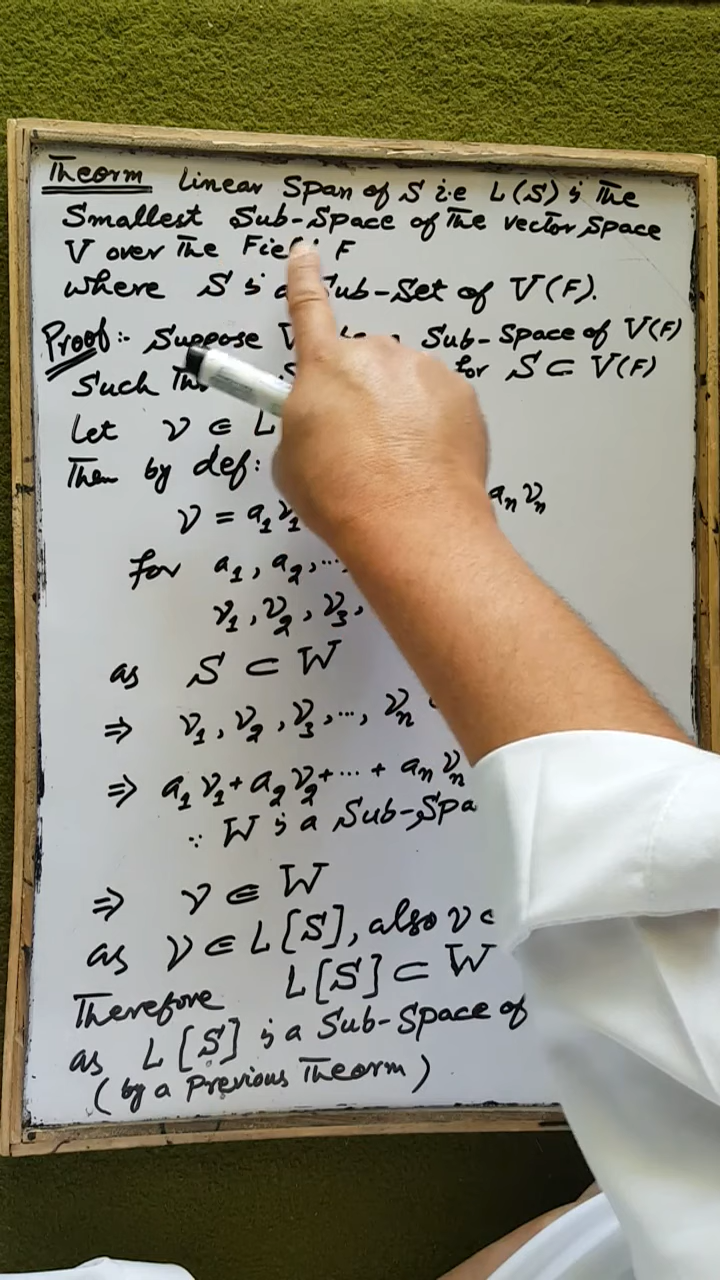 Theorm Linear Span of S i.e L(S) is The
Smallest Sub-Space of The vector Space
V over The Field F
where S is a Sub-Set of V(F).
Proof:- Suppose Sub-Space of V(F)
Such for S ⊂ V(F)
Let v ∈ L
Then by def:
v = a₁v₁ aₙvₙ
for a₁, a₂, ...
v₁, v₂, v₃,
as S ⊂ W
⇒ v₁, v₂, v₃, ..., vₙ
⇒ a₁v₁ + a₂v₂ + ... + aₙvₙ
∵ W is a Sub-Spa
⇒ v ∈ W
as v ∈ L[S], also v
L[S] ⊂ W
Therefore
as L[S] is a Sub-Space of
(by a Previous Theorm)